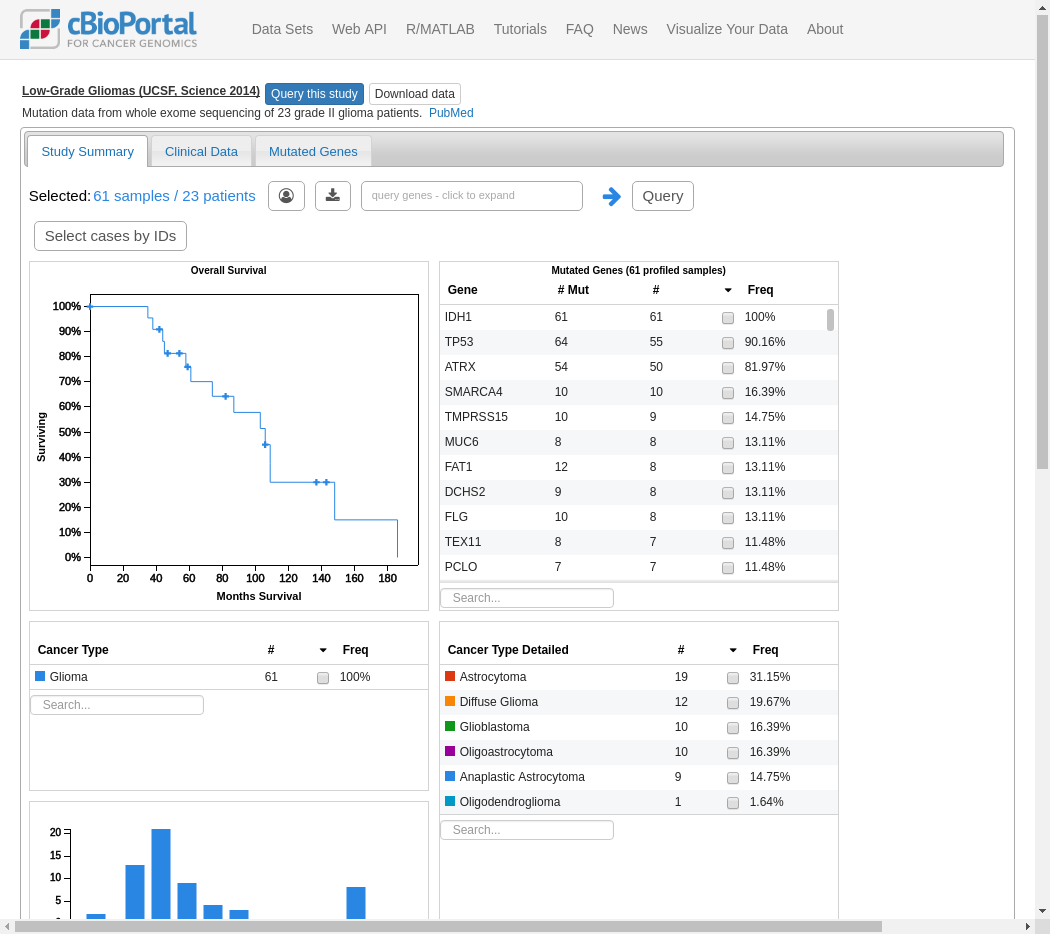 cBioPortal
FOR CANCER GENOMICS
Data Sets Web API R/MATLAB Tutorials FAQ News Visualize Your Data About
Low-Grade Gliomas (UCSF, Science 2014) Query this study Download data
Mutation data from whole exome sequencing of 23 grade II glioma patients. PubMed
Study Summary Clinical Data Mutated Genes
Selected: 61 samples / 23 patients query genes - click to expand Query
Select cases by IDs
Overall Survival
100%
90%
80%
70%
60%
50%
40%
30%
20%
10%
0%
Surviving
0 20 40 60 80 100 120 140 160 180
Months Survival
Mutated Genes (61 profiled samples)
Gene # Mut # Freq
IDH1 61 61 100%
TP53 64 55 90.16%
ATRX 54 50 81.97%
SMARCA4 10 10 16.39%
TMPRSS15 10 9 14.75%
MUC6 8 8 13.11%
FAT1 12 8 13.11%
DCHS2 9 8 13.11%
FLG 10 8 13.11%
TEX11 8 7 11.48%
PCLO 7 7 11.48%
Search...
Cancer Type # Freq
Glioma 61 100%
Search...
Cancer Type Detailed # Freq
Astrocytoma 19 31.15%
Diffuse Glioma 12 19.67%
Glioblastoma 10 16.39%
Oligoastrocytoma 10 16.39%
Anaplastic Astrocytoma 9 14.75%
Oligodendroglioma 1 1.64%
Search...
20
15
10
5